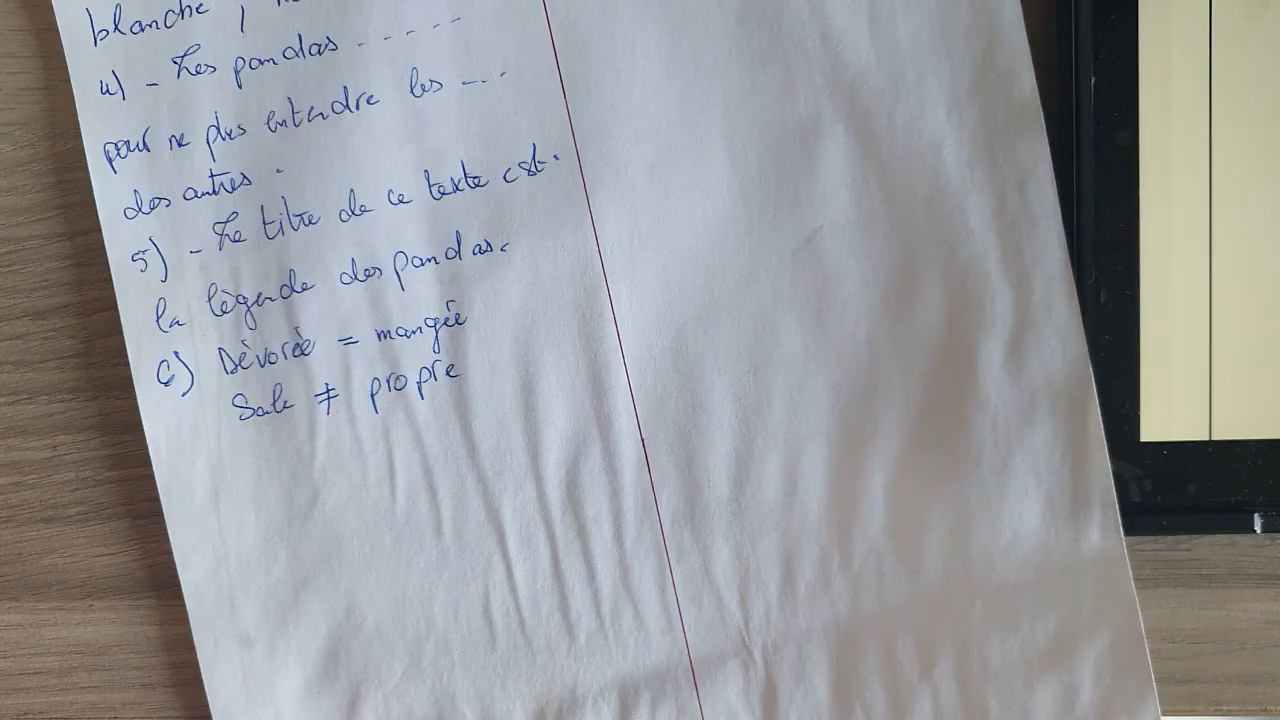 blanche,
4) - Les pandas - - - - -
pour ne plus entendre les - - -
des autres.
5) - Le titre de ce texte est.
la lègende des pandas.
6) Dévorée = mangée
Sale ≠ propre